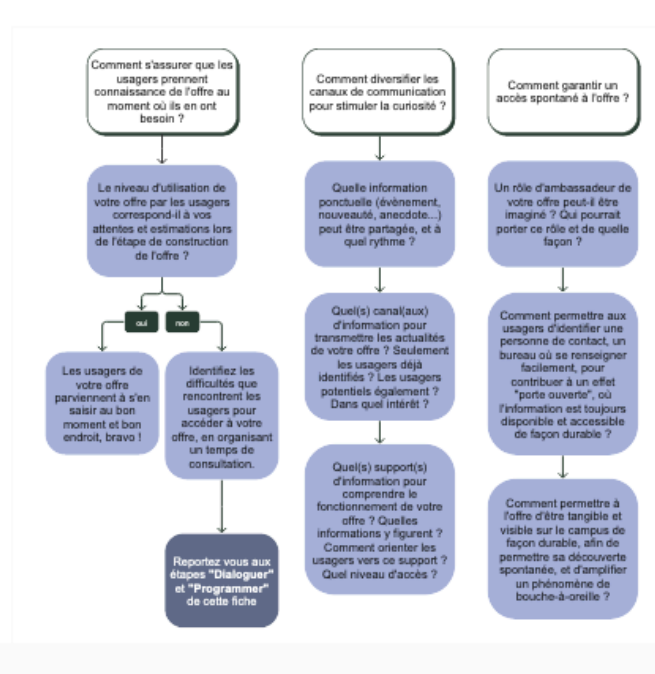 Comment s'assurer que les
usagers prennent
connaissance de l'offre au
moment où ils en ont
besoin ?
Le niveau d'utilisation de
votre offre par les usagers
correspond-il à vos
attentes et estimations lors
de l'étape de construction
de l'offre ?
oui
non
Les usagers de
votre offre
parviennent à s'en
saisir au bon
moment et bon
endroit, bravo !
Identifiez les
difficultés que
rencontrent les
usagers pour
accéder à votre
offre, en organisant
un temps de
consultation.
Reportez vous aux
étapes "Dialoguer"
et "Programmer"
de cette fiche
Comment diversifier les
canaux de communication
pour stimuler la curiosité ?
Quelle information
ponctuelle (évènement,
nouveauté, anecdote...)
peut être partagée, et à
quel rythme ?
Quel(s) canal(aux)
d'information pour
transmettre les actualités
de votre offre ? Seulement
les usagers déjà
identifiés ? Les usagers
potentiels également ?
Dans quel intérêt ?
Quel(s) support(s)
d'information pour
comprendre le
fonctionnement de votre
offre ? Quelles
informations y figurent ?
Comment orienter les
usagers vers ce support ?
Quel niveau d'accès ?
Comment garantir un
accès spontané à l'offre ?
Un rôle d'ambassadeur de
votre offre peut-il être
imaginé ? Qui pourrait
porter ce rôle et de quelle
façon ?
Comment permettre aux
usagers d'identifier une
personne de contact, un
bureau où se renseigner
facilement, pour
contribuer à un effet
"porte ouverte", où
l'information est toujours
disponible et accessible
de façon durable ?
Comment permettre à
l'offre d'être tangible et
visible sur le campus de
façon durable, afin de
permettre sa découverte
spontanée, et d'amplifier
un phénomène de
bouche-à-oreille ?